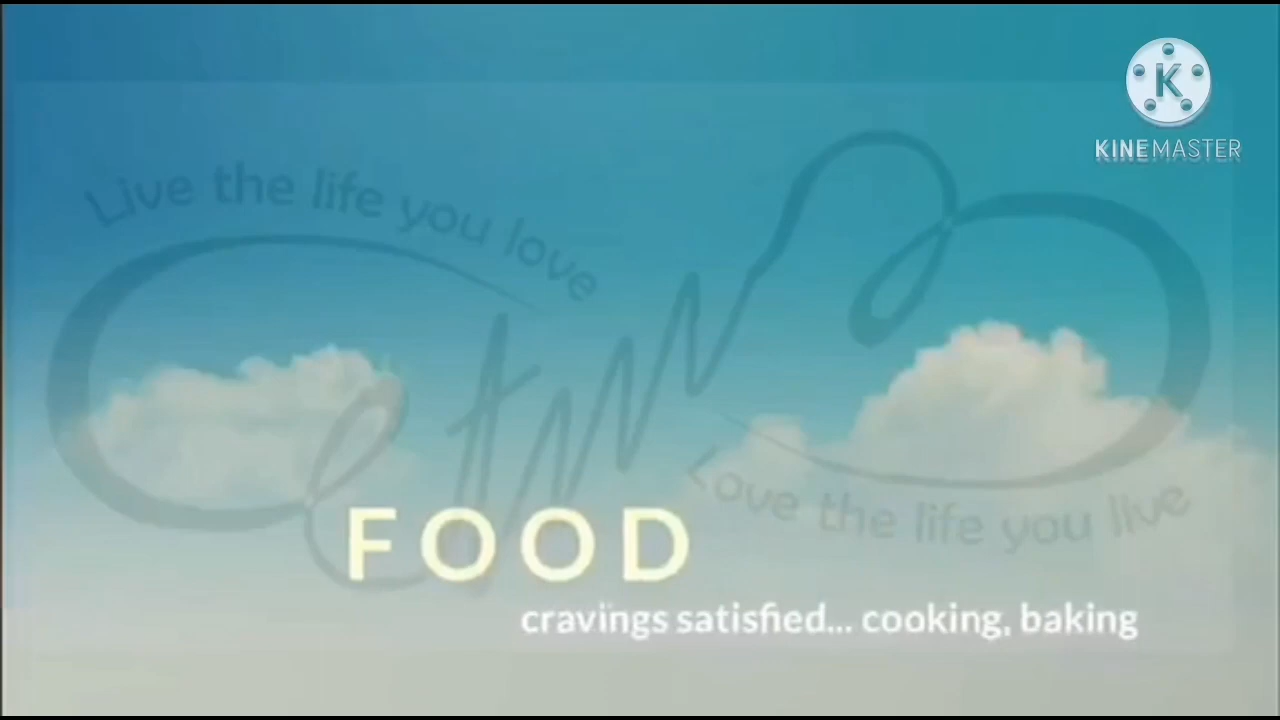 K
KINEMASTER
Live the life you love
Love the life you live
FOOD
cravings satisfied... cooking, baking